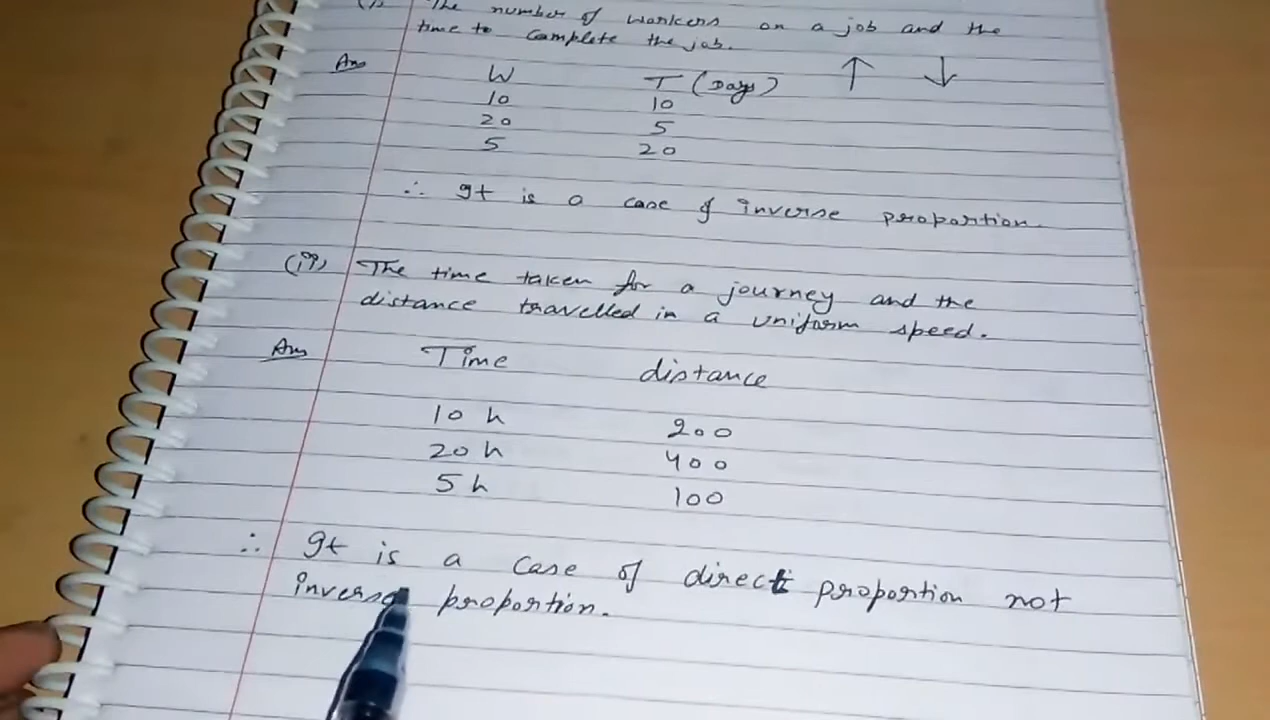 (i) The number of workers on a job and the
time to complete the job.
Ans
W T (Days) ↑ ↓
10 10
20 5
5 20
∴ It is a case of inverse proportion.
(ii) The time taken for a journey and the
distance travelled in a uniform speed.
Ans Time distance
10 h 200
20 h 400
5 h 100
∴ It is a case of direct proportion not
inverse proportion.